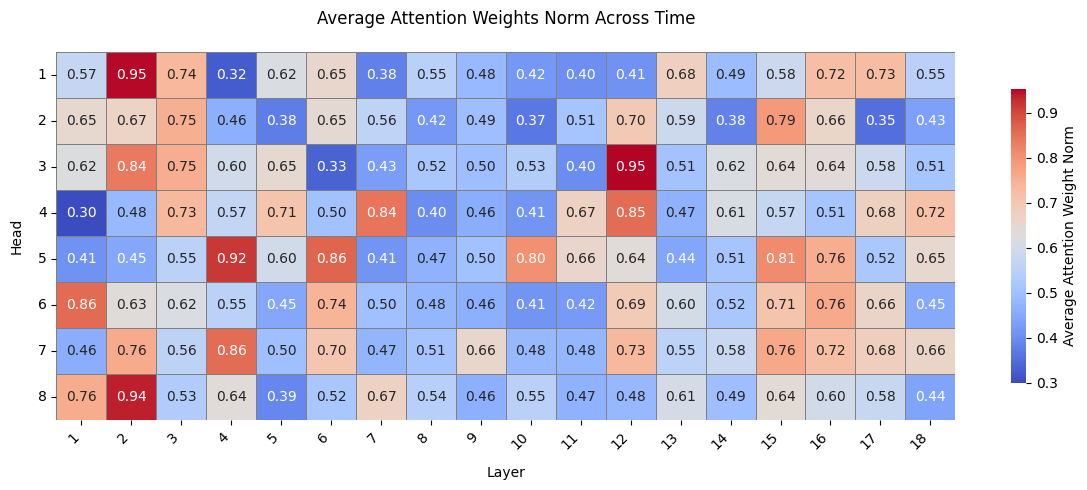 Average Attention Weights Norm Across Time
1 0.57 0.95 0.74 0.32 0.62 0.65 0.38 0.55 0.48 0.42 0.40 0.41 0.68 0.49 0.58 0.72 0.73 0.55
2 0.65 0.67 0.75 0.46 0.38 0.65 0.56 0.42 0.49 0.37 0.51 0.70 0.59 0.38 0.79 0.66 0.35 0.43
3 0.62 0.84 0.75 0.60 0.65 0.33 0.43 0.52 0.50 0.53 0.40 0.95 0.51 0.62 0.64 0.64 0.58 0.51
4 0.30 0.48 0.73 0.57 0.71 0.50 0.84 0.40 0.46 0.41 0.67 0.85 0.47 0.61 0.57 0.51 0.68 0.72
5 0.41 0.45 0.55 0.92 0.60 0.86 0.41 0.47 0.50 0.80 0.66 0.64 0.44 0.51 0.81 0.76 0.52 0.65
6 0.86 0.63 0.62 0.55 0.45 0.74 0.50 0.48 0.46 0.41 0.42 0.69 0.60 0.52 0.71 0.76 0.66 0.45
7 0.46 0.76 0.56 0.86 0.50 0.70 0.47 0.51 0.66 0.48 0.48 0.73 0.55 0.58 0.76 0.72 0.68 0.66
8 0.76 0.94 0.53 0.64 0.39 0.52 0.67 0.54 0.46 0.55 0.47 0.48 0.61 0.49 0.64 0.60 0.58 0.44
1 2 3 4 5 6 7 8 9 10 11 12 13 14 15 16 17 18
Layer
Head
0.9
0.8
0.7
0.6
0.5
0.4
0.3
Average Attention Weight Norm